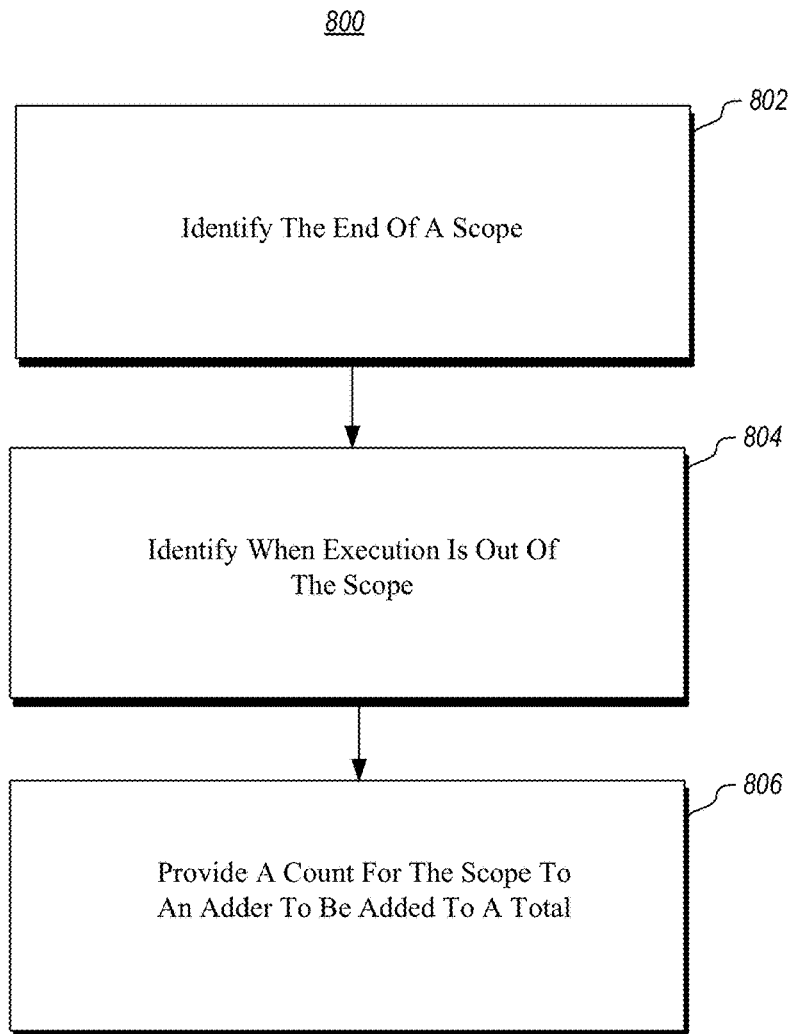 800
802
Identify The End Of A Scope
804
Identify When Execution Is Out Of
The Scope
806
Provide A Count For The Scope To
An Adder To Be Added To A Total